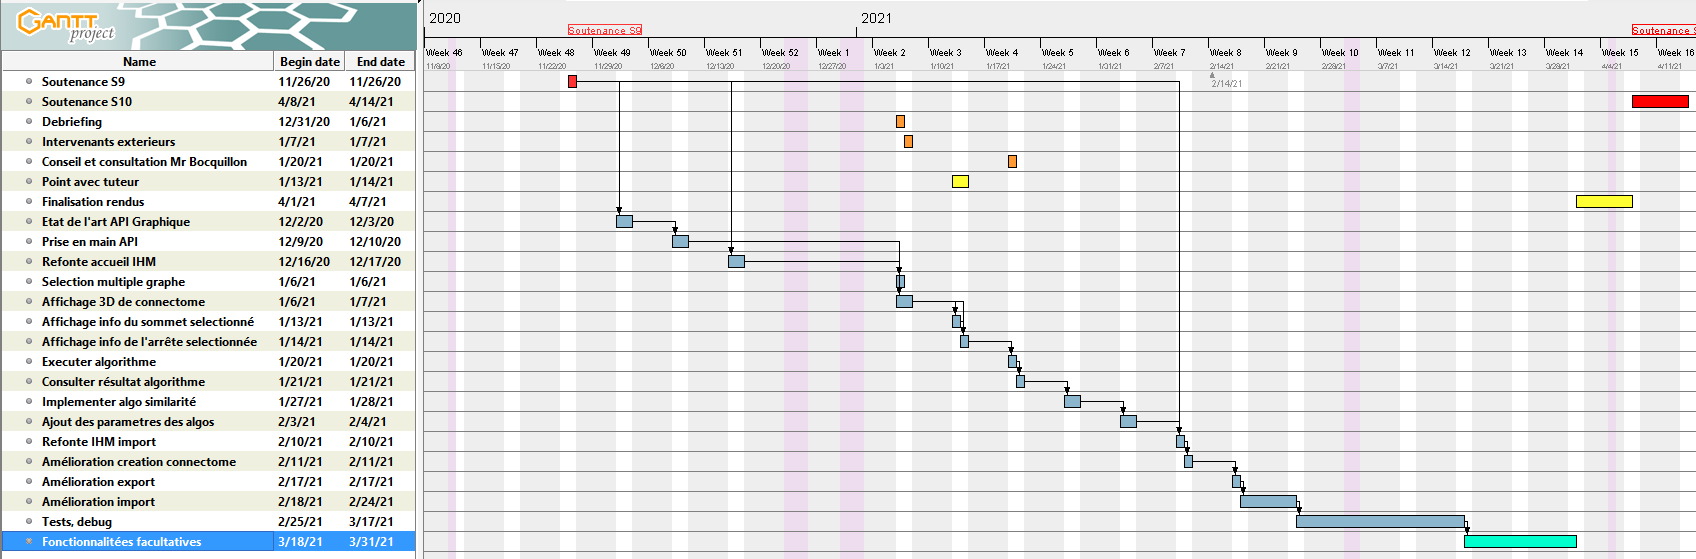 GANTT
project
2020
2021
Soutenance S9
Soutenance S
Week 46 Week 47 Week 48 Week 49 Week 50 Week 51 Week 52 Week 1 Week 2 Week 3 Week 4 Week 5 Week 6 Week 7 Week 8 Week 9 Week 10 Week 11 Week 12 Week 13 Week 14 Week 15 Week 16
11/8/20 11/15/20 11/22/20 11/29/20 12/6/20 12/13/20 12/20/20 12/27/20 1/3/21 1/10/21 1/17/21 1/24/21 1/31/21 2/7/21 2/14/21 2/21/21 2/28/21 3/7/21 3/14/21 3/21/21 3/28/21 4/4/21 4/11/21
2/14/21
Name Begin date End date
Soutenance S9 11/26/20 11/26/20
Soutenance S10 4/8/21 4/14/21
Debriefing 12/31/20 1/6/21
Intervenants exterieurs 1/7/21 1/7/21
Conseil et consultation Mr Bocquillon 1/20/21 1/20/21
Point avec tuteur 1/13/21 1/14/21
Finalisation rendus 4/1/21 4/7/21
Etat de l'art API Graphique 12/2/20 12/3/20
Prise en main API 12/9/20 12/10/20
Refonte accueil IHM 12/16/20 12/17/20
Selection multiple graphe 1/6/21 1/6/21
Affichage 3D de connectome 1/6/21 1/7/21
Affichage info du sommet selectionné 1/13/21 1/13/21
Affichage info de l'arrête selectionnée 1/14/21 1/14/21
Executer algorithme 1/20/21 1/20/21
Consulter résultat algorithme 1/21/21 1/21/21
Implementer algo similarité 1/27/21 1/28/21
Ajout des parametres des algos 2/3/21 2/4/21
Refonte IHM import 2/10/21 2/10/21
Amélioration creation connectome 2/11/21 2/11/21
Amélioration export 2/17/21 2/17/21
Amélioration import 2/18/21 2/24/21
Tests, debug 2/25/21 3/17/21
Fonctionnalitées facultatives 3/18/21 3/31/21